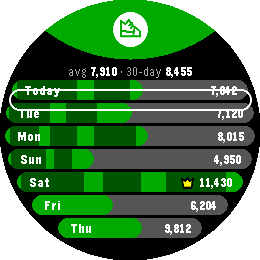 avg 7,910 · 30-day 8,455
Today 7,042
Tue 7,120
Mon 8,015
Sun 4,950
Sat 11,430
Fri 6,204
Thu 9,812